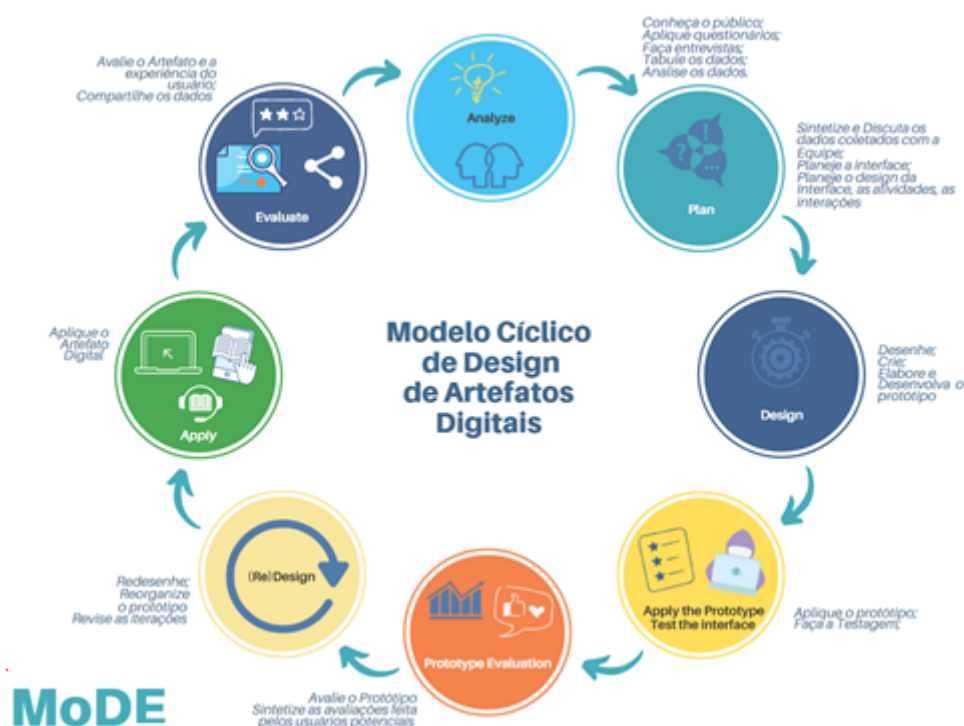 Conheça o público;
Aplique questionários;
Faça entrevistas;
Tabule os dados;
Analise os dados.
Analyze
Sintetize e Discuta os
dados coletados com a
Equipe;
Planeje a interface;
Planeje o design da
Interface, as atividades, as
interações
Plan
Desenhe;
Crie;
Elabore e
Desenvolva o
protótipo
Design
Aplique o protótipo;
Faça a Testagem;
Apply the Prototype
Test the interface
Prototype Evaluation
Avalie o Protótipo
Sintetize as avaliações feita
pelos usuários potenciais
(Re)Design
Redesenhe;
Reorganize
o protótipo
Revise as iterações
Apply
Aplique o
Artefato
Digital
Evaluate
Avalie o Artefato e a
experiência do
usuário;
Compartilhe os dados
Modelo Cíclico
de Design
de Artefatos
Digitais
MoDE